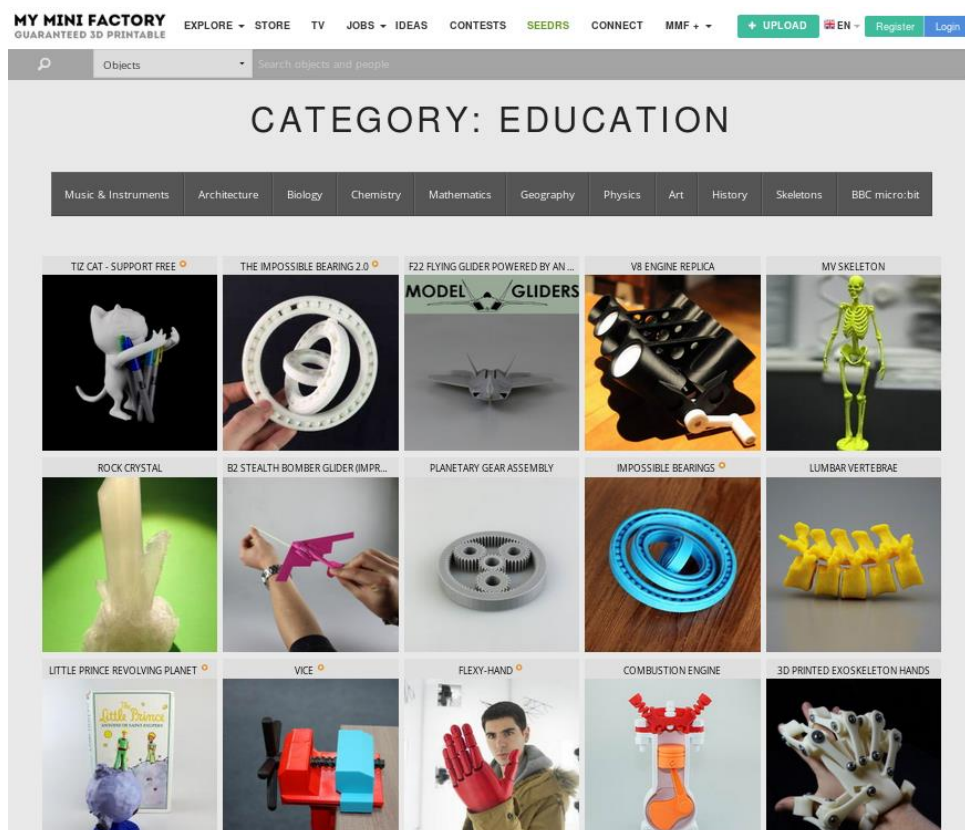 MY MINI FACTORY
GUARANTEED 3D PRINTABLE
EXPLORE STORE TV JOBS IDEAS CONTESTS SEEDRS CONNECT MMF + + UPLOAD EN Register Login
Objects Search objects and people
CATEGORY: EDUCATION
Music & Instruments Architecture Biology Chemistry Mathematics Geography Physics Art History Skeletons BBC micro:bit
TIZ CAT - SUPPORT FREE THE IMPOSSIBLE BEARING 2.0 F22 FLYING GLIDER POWERED BY AN ... V8 ENGINE REPLICA MV SKELETON
MODEL GLIDERS
ROCK CRYSTAL B2 STEALTH BOMBER GLIDER (IMPR... PLANETARY GEAR ASSEMBLY IMPOSSIBLE BEARINGS LUMBAR VERTEBRAE
LITTLE PRINCE REVOLVING PLANET VICE FLEXY-HAND COMBUSTION ENGINE 3D PRINTED EXOSKELETON HANDS
The
Little Prince